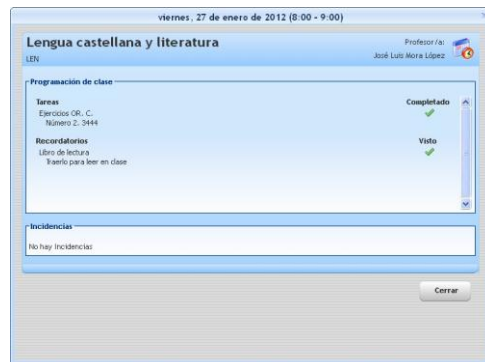 viernes, 27 de enero de 2012 (8:00 - 9:00)
Lengua castellana y literatura
Profesor/a:
LEN
José Luis Mora López
Programación de clase
Tareas
Completado
Ejercicios OR. C.
Número 2. 3444
Recordatorios
Visto
Libro de lectura
Traerlo para leer en clase
Incidencias
No hay Incidencias
Cerrar